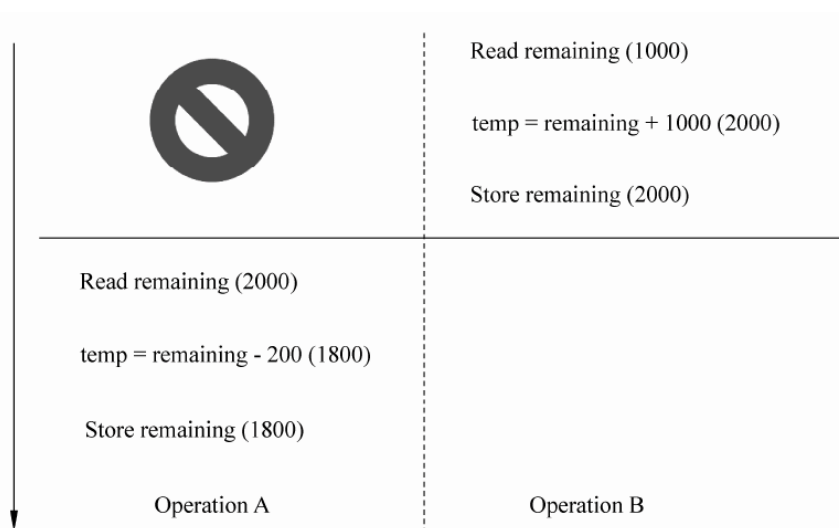 Read remaining (1000)
temp = remaining + 1000 (2000)
Store remaining (2000)
Read remaining (2000)
temp = remaining - 200 (1800)
Store remaining (1800)
Operation A
Operation B